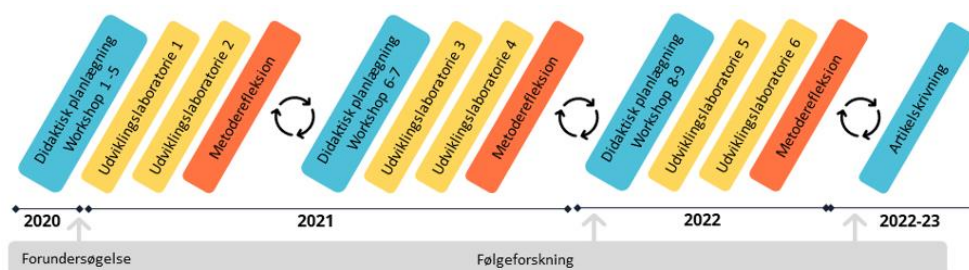 Didaktisk planlægning
Workshop 1-5
Udviklingslaboratorie 1
Udviklingslaboratorie 2
Metoderefleksion
Didaktisk planlægning
Workshop 6-7
Udviklingslaboratorie 3
Udviklingslaboratorie 4
Metoderefleksion
Didaktisk planlægning
Workshop 8-9
Udviklingslaboratorie 5
Udviklingslaboratorie 6
Metoderefleksion
Artikelskrivning
2020
2021
2022
2022-23
Forundersøgelse
Følgeforskning